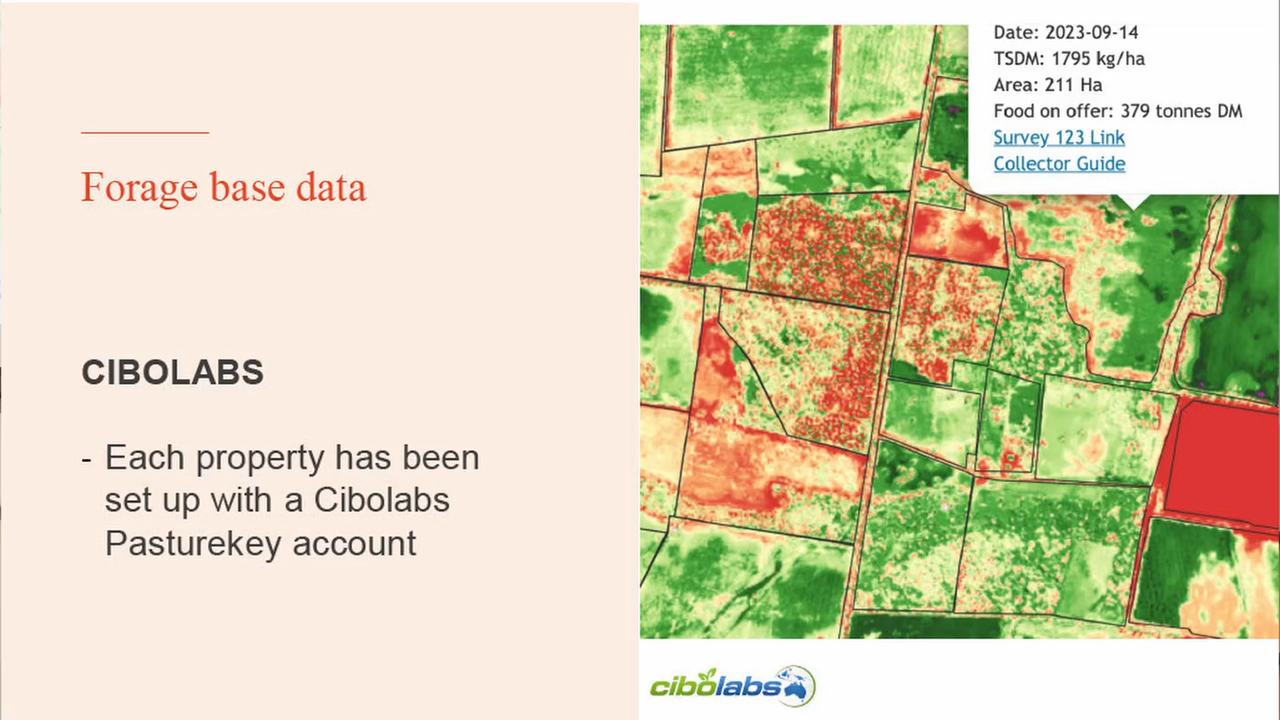 Forage base data
CIBOLABS
- Each property has been
set up with a Cibolabs
Pasturekey account
Date: 2023-09-14
TSDM: 1795 kg/ha
Area: 211 Ha
Food on offer: 379 tonnes DM
Survey 123 Link
Collector Guide
cibolabs